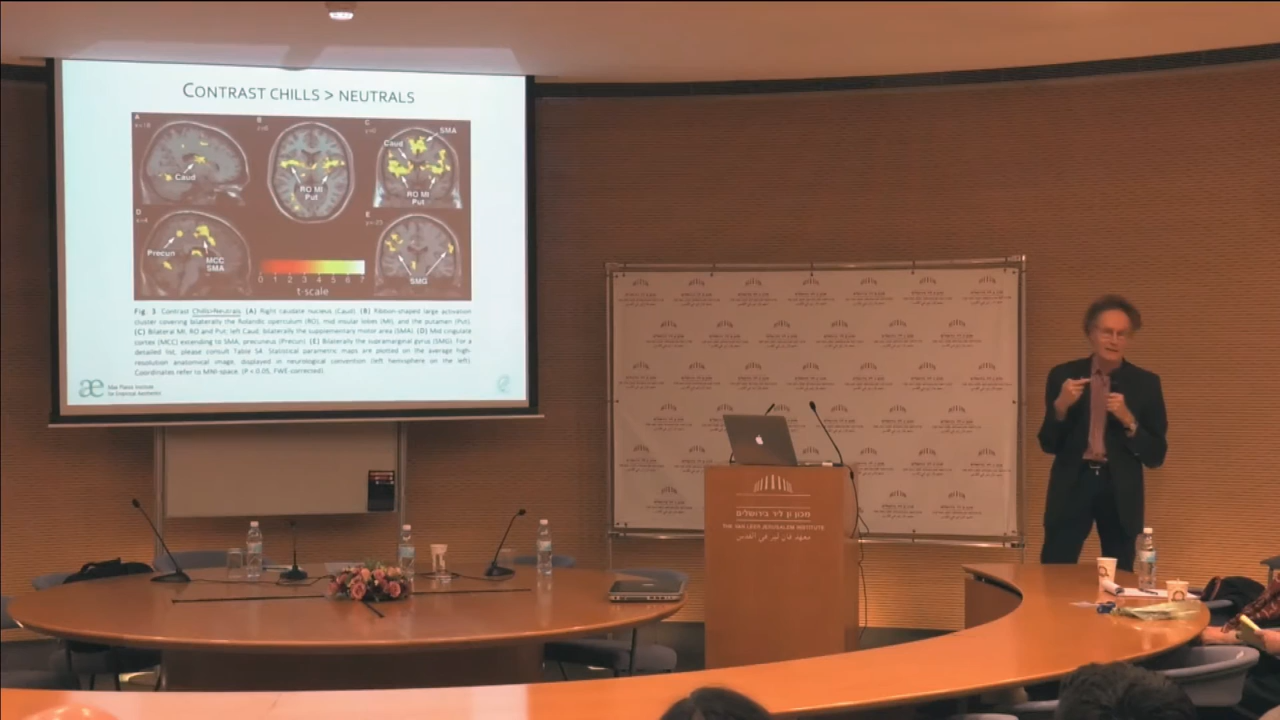 CONTRAST CHILLS > NEUTRALS
A
B
C
SMA
Caud
Caud
RO MI
Put
RO MI
Put
D
E
Precun
MCC
SMA
SMG
0 1 2 3 4 5 6 7
t-scale
Fig. 3 Contrast Chills>Neutrals. (A) Right caudate nucleus (Caud). (B) Ribbon-shaped large activation
cluster covering bilaterally the Rolandic operculum (RO), mid insular lobes (MI), and the putamen (Put).
(C) Bilateral MI, RO and Put; left Caud, bilaterally the supplementary motor area (SMA). (D) Mid cingulate
cortex (MCC) extending to SMA, precuneus (Precun). (E) Bilaterally the supramarginal gyrus (SMG). For a
detailed list, please consult Table S4. Statistical parametric maps are plotted on the average high-
resolution anatomical image, displayed in neurological convention (left hemisphere on the left).
Coordinates refer to MNI-space. (P < 0.05, FWE-corrected)
æ
Max Planck Institute
for Empirical Aesthetics
מכון ון ליר בירושלים
THE VAN LEER JERUSALEM INSTITUTE
معهد فان لير في القدس